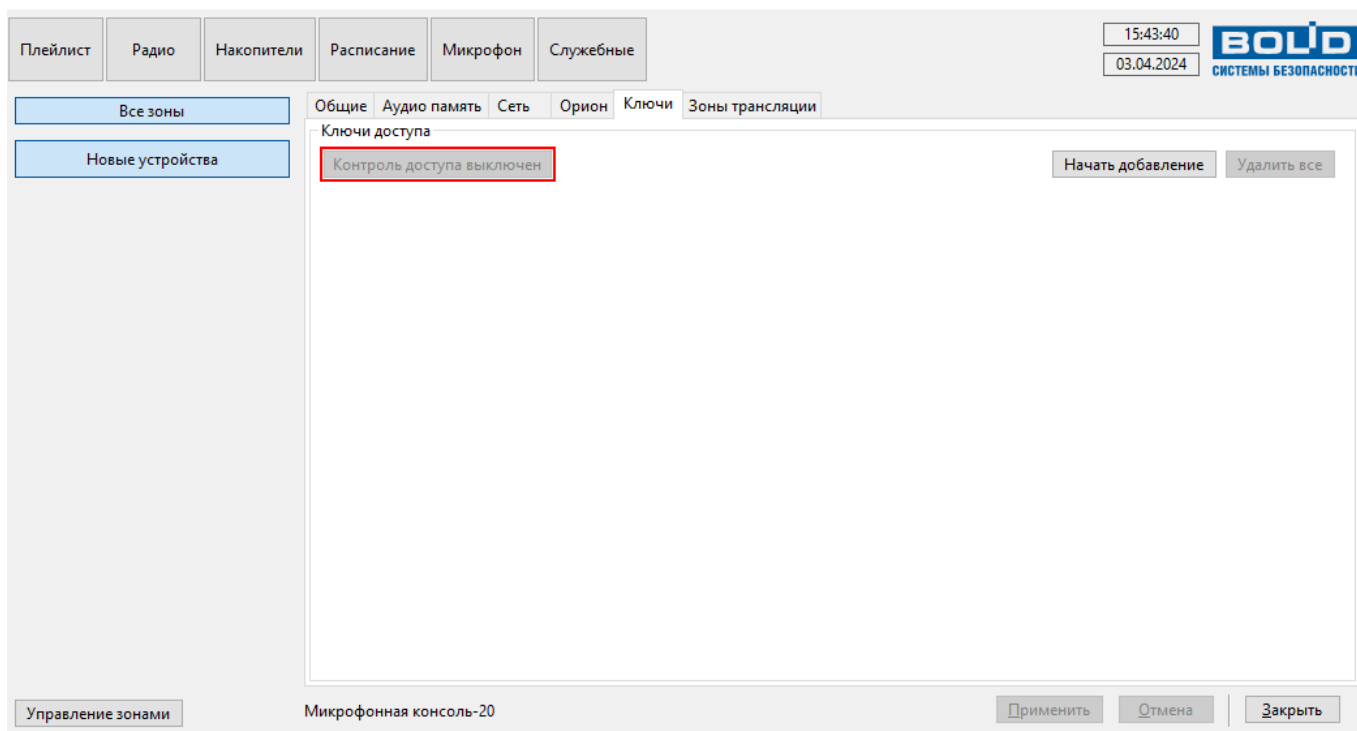 Плейлист Радио Накопители Расписание Микрофон Служебные
15:43:40
03.04.2024
BOLID
СИСТЕМЫ БЕЗОПАСНОСТИ
Все зоны
Новые устройства
Общие Аудио память Сеть Орион Ключи Зоны трансляции
Ключи доступа
Контроль доступа выключен Начать добавление Удалить все
Управление зонами Микрофонная консоль-20 Применить Отмена Закрыть